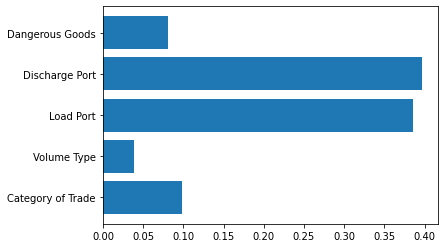 Dangerous Goods
Discharge Port
Load Port
Volume Type
Category of Trade
0.00 0.05 0.10 0.15 0.20 0.25 0.30 0.35 0.40